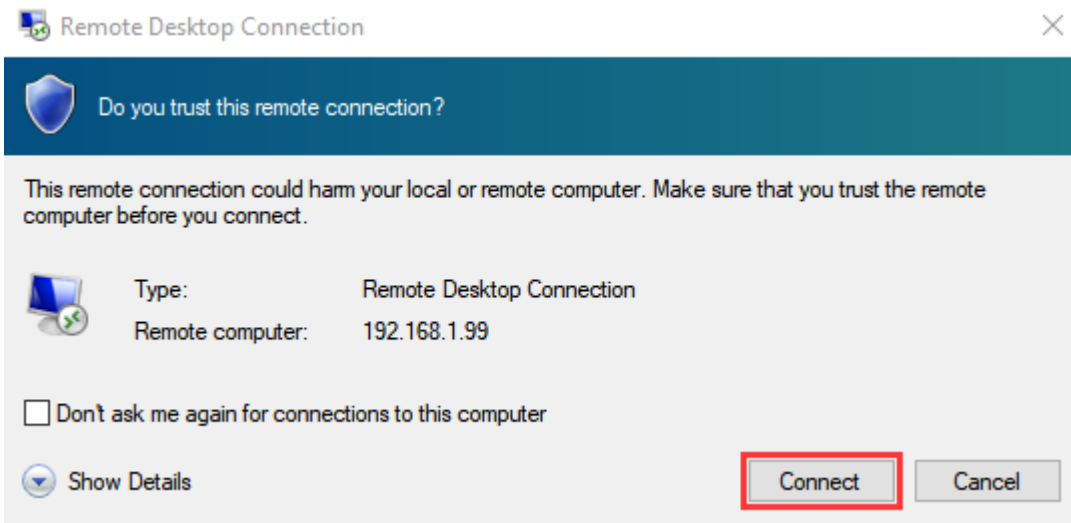 Remote Desktop Connection
Do you trust this remote connection?
This remote connection could harm your local or remote computer. Make sure that you trust the remote
computer before you connect.
Type: Remote Desktop Connection
Remote computer: 192.168.1.99
Don't ask me again for connections to this computer
Show Details Connect Cancel